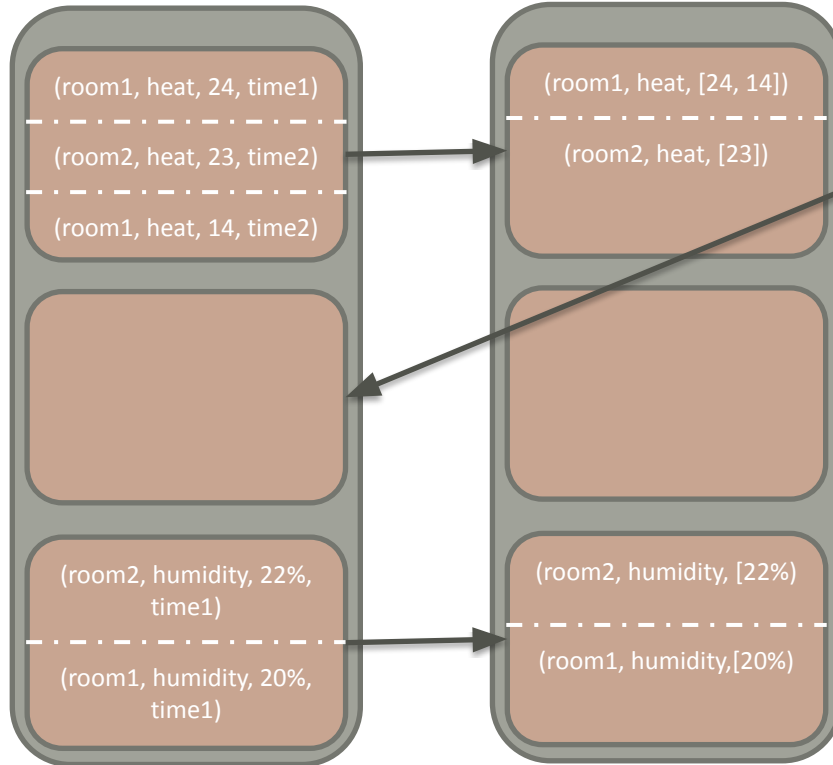 (room1, heat, 24, time1)
(room2, heat, 23, time2)
(room1, heat, 14, time2)
(room2, humidity, 22%,
time1)
(room1, humidity, 20%,
time1)
(room1, heat, [24, 14])
(room2, heat, [23])
(room2, humidity, [22%)
(room1, humidity,[20%)